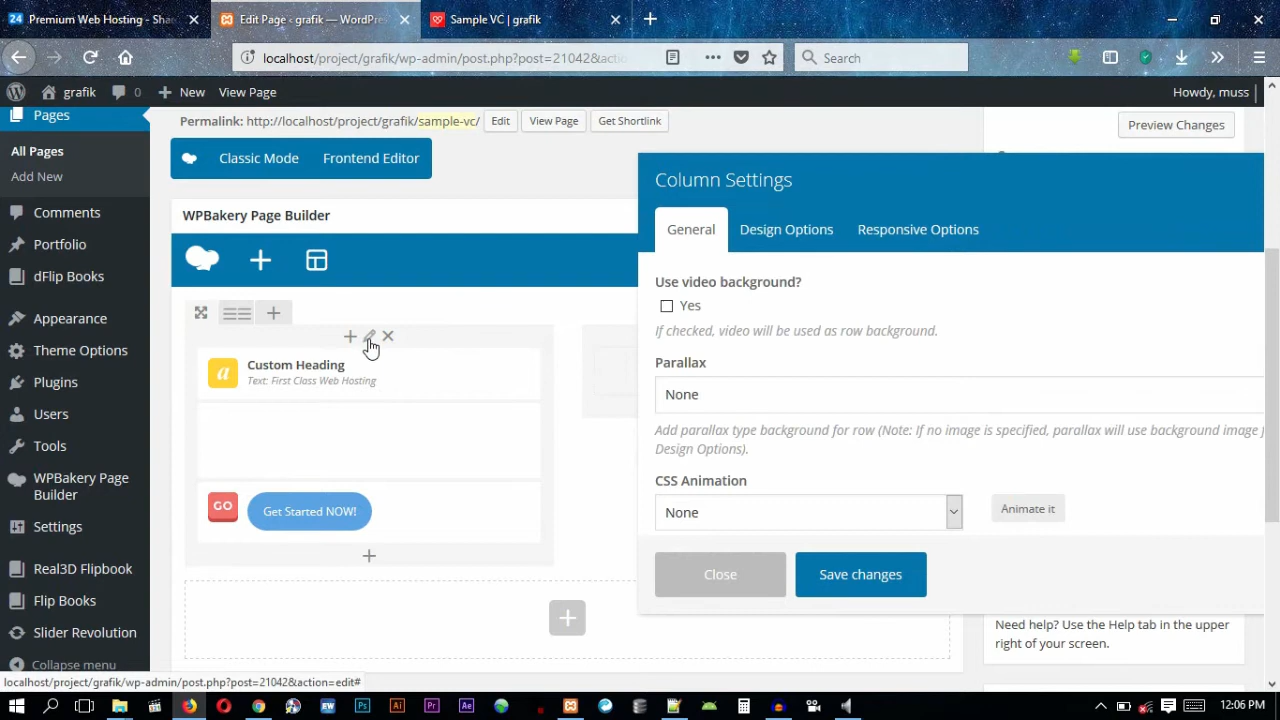 Premium Web Hosting - Sha
Edit Page ‹ grafik — WordPre
Sample VC | grafik
localhost/project/grafik/wp-admin/post.php?post=21042&actio
Search
grafik
0
New
View Page
Howdy, muss
Pages
All Pages
Add New
Comments
Portfolio
dFlip Books
Appearance
Theme Options
Plugins
Users
Tools
WPBakery Page
Builder
Settings
Real3D Flipbook
Flip Books
Slider Revolution
Collapse menu
Permalink: http://localhost/project/grafik/sample-vc/
Edit
View Page
Get Shortlink
Preview Changes
Classic Mode
Frontend Editor
WPBakery Page Builder
a
Custom Heading
Text: First Class Web Hosting
GO
Get Started NOW!
Column Settings
General
Design Options
Responsive Options
Use video background?
Yes
If checked, video will be used as row background.
Parallax
None
Add parallax type background for row (Note: If no image is specified, parallax will use background image f
Design Options).
CSS Animation
None
Animate it
Close
Save changes
Need help? Use the Help tab in the upper
right of your screen.
localhost/project/grafik/wp-admin/post.php?post=21042&action=edit#
EW
Ps
Ai
Pr
Ae
12:06 PM